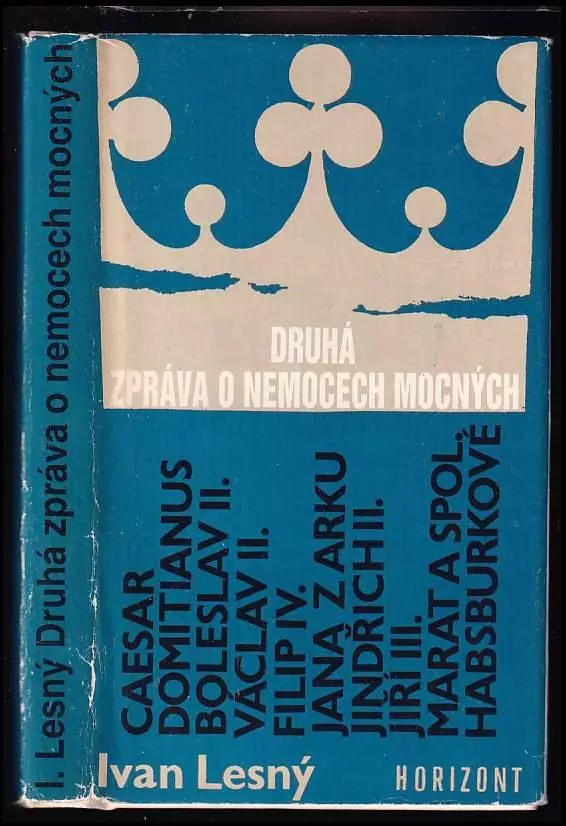 I. Lesný Druhá zpráva o nemocech mocných
DRUHÁ
ZPRÁVA O NEMOCECH MOCNÝCH
CAESAR
DOMITIANUS
BOLESLAV II.
VÁCLAV II.
FILIP IV.
JANA Z ARKU
JINDŘICH II.
JIŘÍ III.
MARAT A SPOL.
HABSBURKOVÉ
Ivan Lesný
HORIZONT